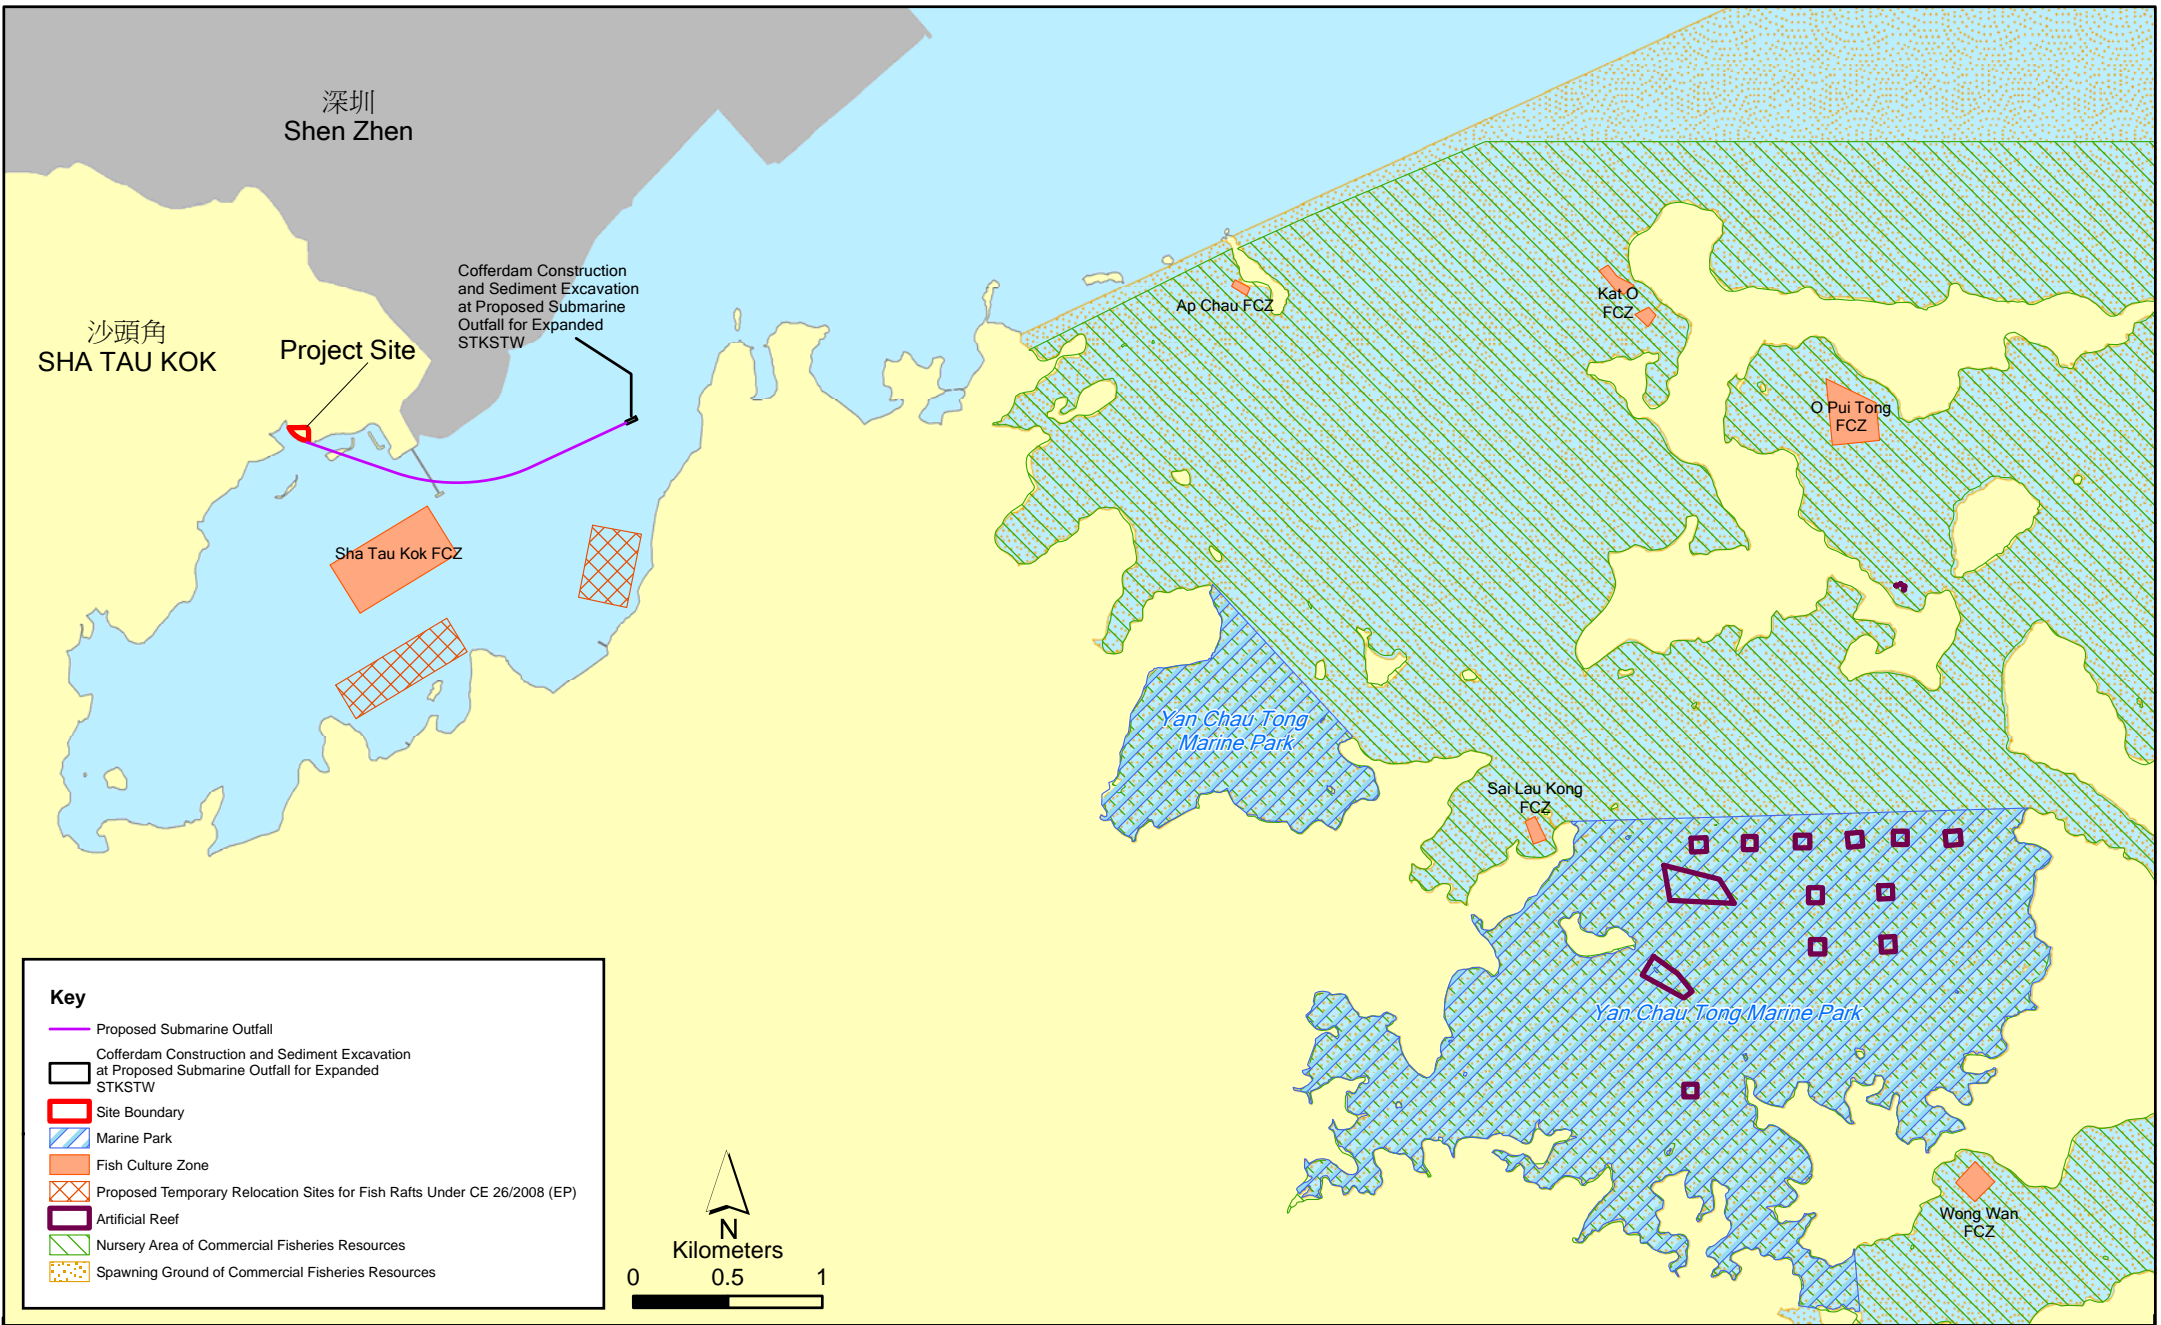 深圳
Shen Zhen
沙頭角
SHA TAU KOK
Project Site
Cofferdam Construction
and Sediment Excavation
at Proposed Submarine
Outfall for Expanded
STKSTW
Sha Tau Kok FCZ
Ap Chau FCZ
Kat O
FCZ
O Pui Tong
FCZ
Yan Chau Tong
Marine Park
Sai Lau Kong
FCZ
Yan Chau Tong Marine Park
Wong Wan
FCZ
Key
Proposed Submarine Outfall
Cofferdam Construction and Sediment Excavation
at Proposed Submarine Outfall for Expanded
STKSTW
Site Boundary
Marine Park
Fish Culture Zone
Proposed Temporary Relocation Sites for Fish Rafts Under CE 26/2008 (EP)
Artificial Reef
Nursery Area of Commercial Fisheries Resources
Spawning Ground of Commercial Fisheries Resources
N
Kilometers
0 0.5 1